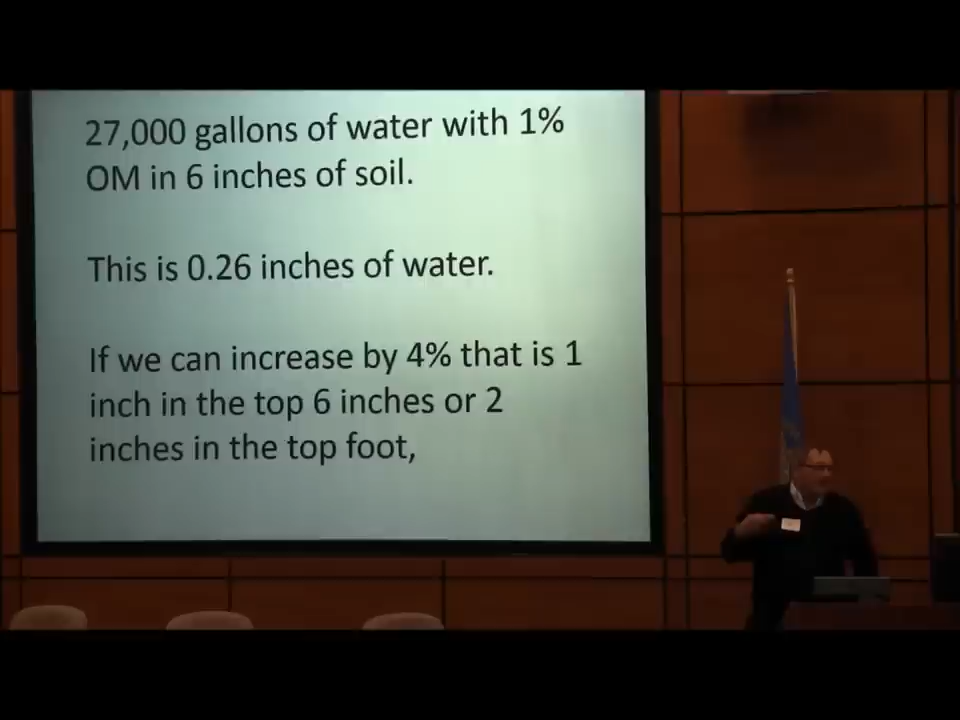 27,000 gallons of water with 1%
OM in 6 inches of soil.
This is 0.26 inches of water.
If we can increase by 4% that is 1
inch in the top 6 inches or 2
inches in the top foot,